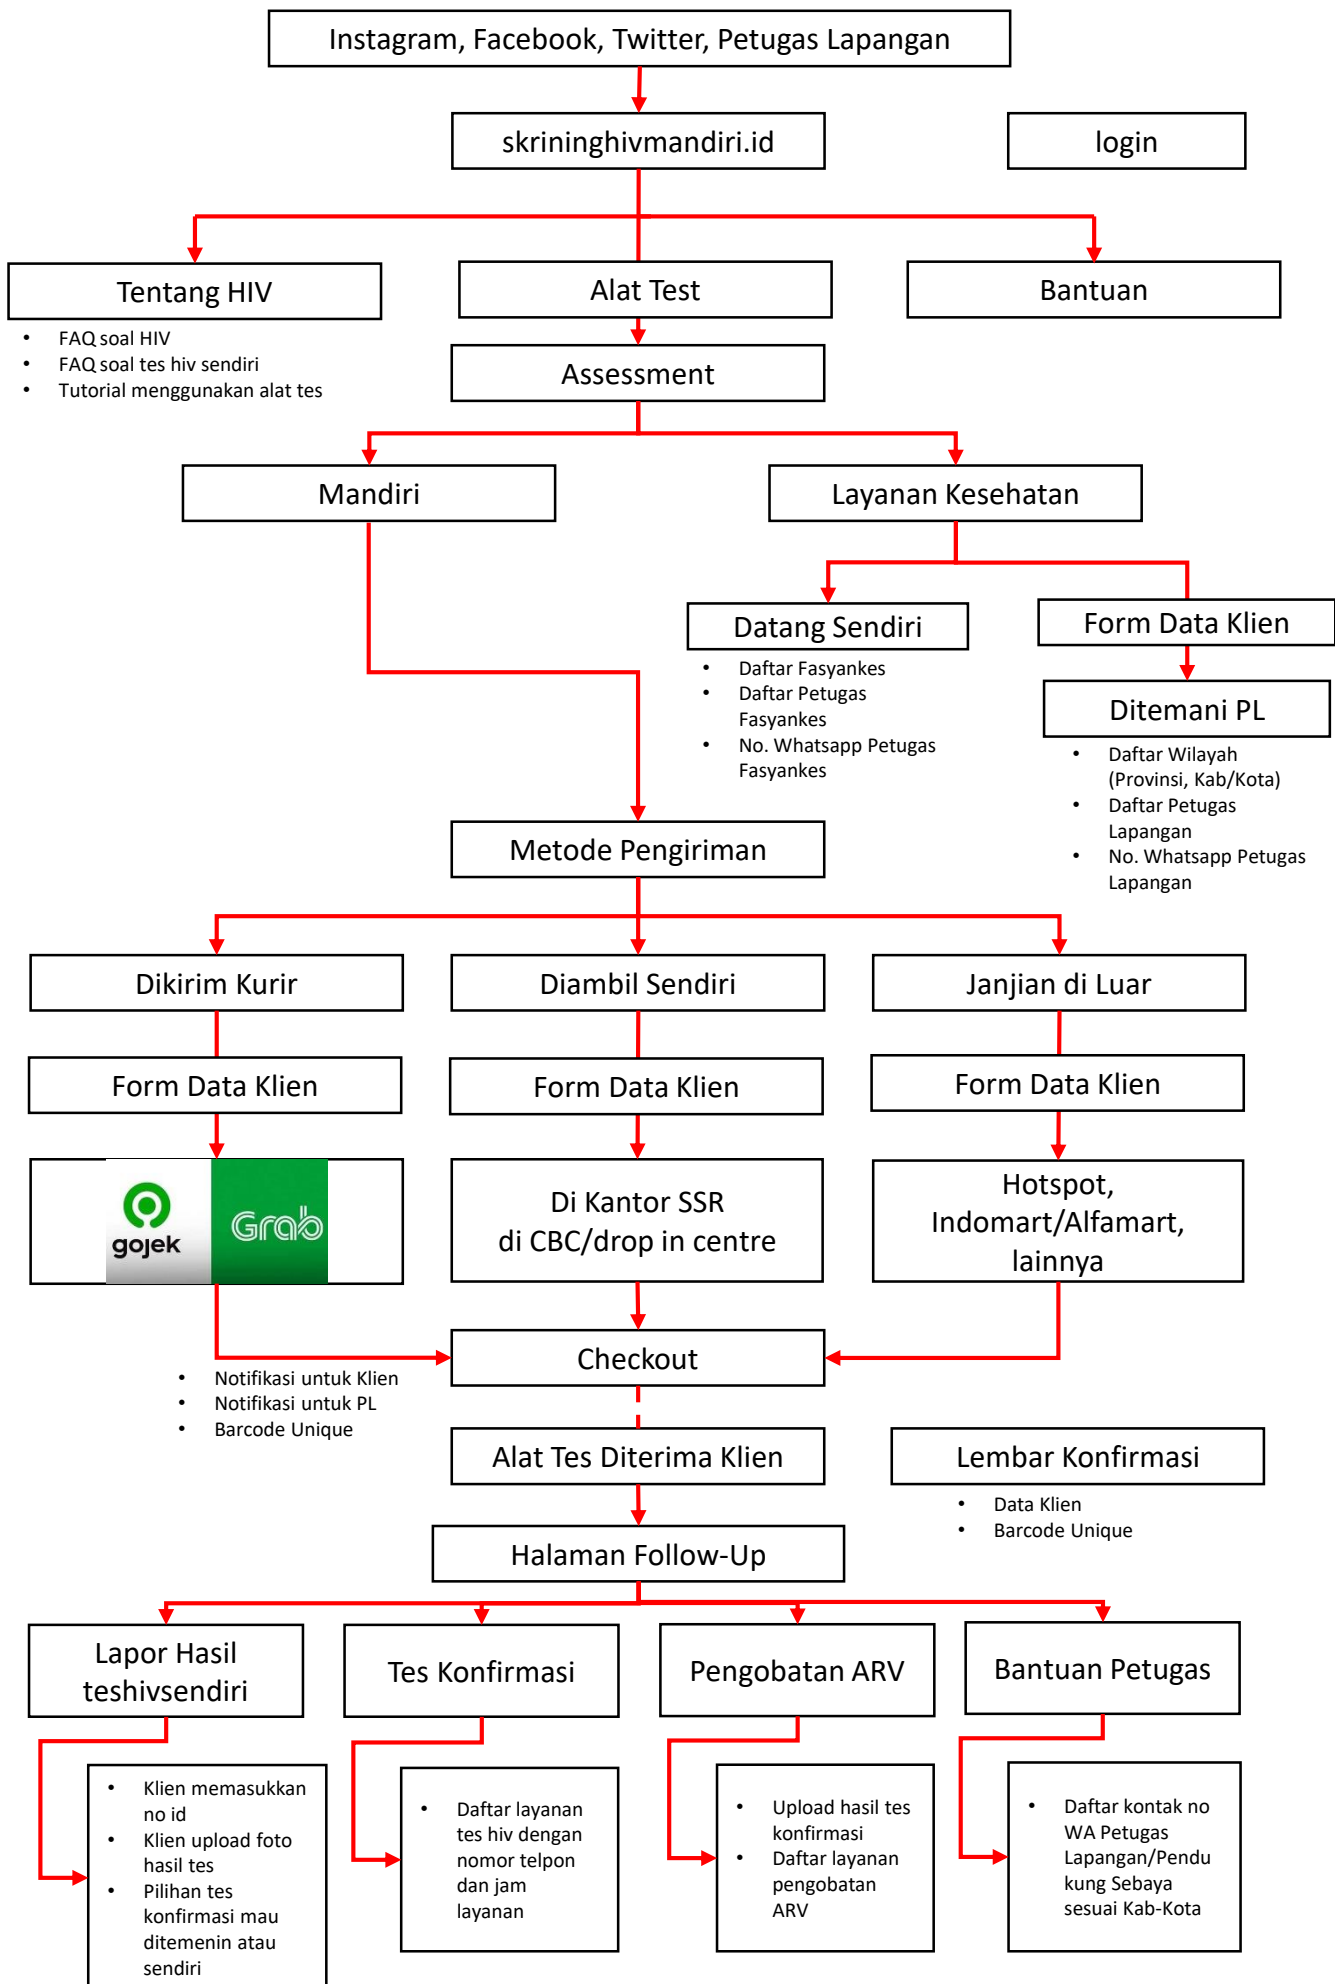 Instagram, Facebook, Twitter, Petugas Lapangan
skrininghivmandiri.id
login
Tentang HIV
Alat Test
Bantuan
• FAQ soal HIV
• FAQ soal tes hiv sendiri
• Tutorial menggunakan alat tes
Assessment
Mandiri
Layanan Kesehatan
Datang Sendiri
• Daftar Fasyankes
• Daftar Petugas
Fasyankes
• No. Whatsapp Petugas
Fasyankes
Form Data Klien
Ditemani PL
• Daftar Wilayah
(Provinsi, Kab/Kota)
• Daftar Petugas
Lapangan
• No. Whatsapp Petugas
Lapangan
Metode Pengiriman
Dikirim Kurir
Diambil Sendiri
Janjian di Luar
Form Data Klien
Form Data Klien
Form Data Klien
gojek
Grab
Di Kantor SSR
di CBC/drop in centre
Hotspot,
Indomart/Alfamart,
lainnya
Checkout
• Notifikasi untuk Klien
• Notifikasi untuk PL
• Barcode Unique
Alat Tes Diterima Klien
Lembar Konfirmasi
• Data Klien
• Barcode Unique
Halaman Follow-Up
Lapor Hasil
teshivsendiri
Tes Konfirmasi
Pengobatan ARV
Bantuan Petugas
• Klien memasukkan
no id
• Klien upload foto
hasil tes
• Pilihan tes
konfirmasi mau
ditemenin atau
sendiri
• Daftar layanan
tes hiv dengan
nomor telpon
dan jam
layanan
• Upload hasil tes
konfirmasi
• Daftar layanan
pengobatan
ARV
• Daftar kontak no
WA Petugas
Lapangan/Pendu
kung Sebaya
sesuai Kab-Kota